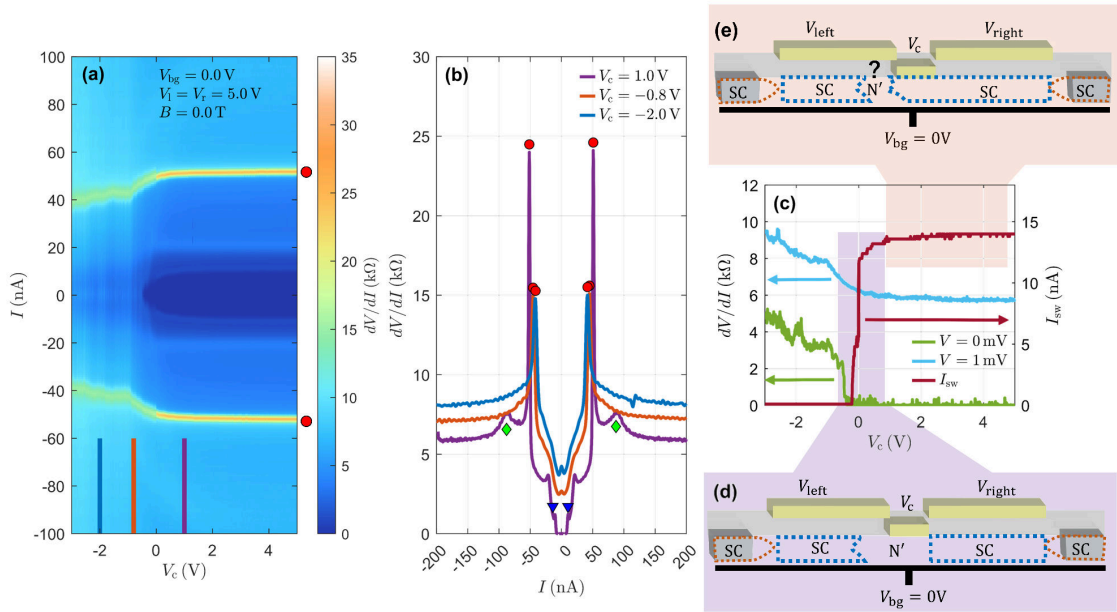 (a)
V_bg = 0.0 V
V_l = V_r = 5.0 V
B = 0.0 T
100
80
60
40
20
0
-20
-40
-60
-80
-100
I (nA)
-2
0
2
4
V_c (V)
35
30
25
20
15
10
5
0
dV/dI (kΩ)
(b)
V_c = 1.0 V
V_c = −0.8 V
V_c = −2.0 V
30
25
20
15
10
5
0
dV/dI (kΩ)
-200
-150
-100
-50
0
50
100
150
200
I (nA)
(e)
V_left
V_c
V_right
?
SC
SC
N′
SC
SC
V_bg = 0V
(c)
12
10
8
6
4
2
0
dV/dI (kΩ)
15
10
5
0
I_sw (nA)
V = 0 mV
V = 1 mV
I_sw
-2
0
2
4
V_c (V)
(d)
V_left
V_c
V_right
SC
SC
N′
SC
SC
V_bg = 0V